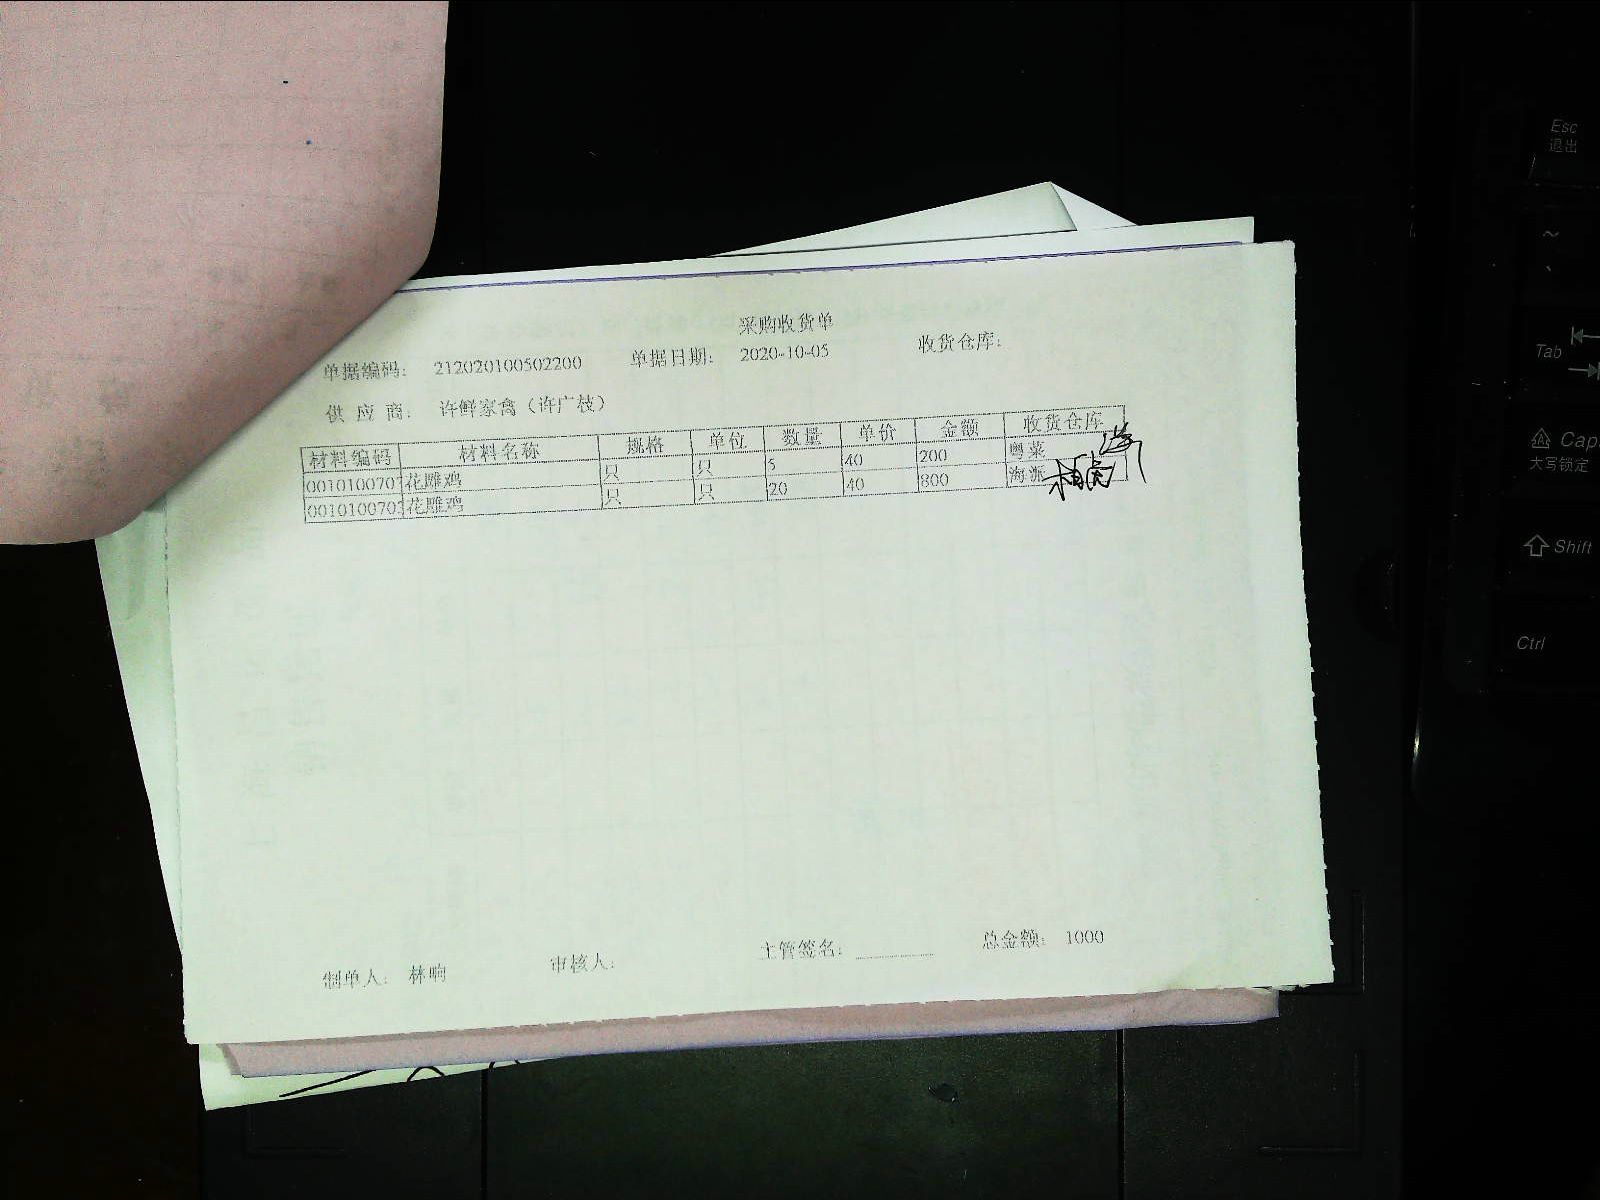 采购收货单
单据编码： 212020100502200 单据日期： 2020-10-05 收货仓库：
供 应 商： 许鲜家禽（许广枝）
材料编码 材料名称 规格 单位 数量 单价 金额 收货仓库
花雕鸡 只 只 5 40 200 粤菜
花雕鸡 只 只 20 40 800 海派
制单人： 林响 审核人： 主管签名： 总金额： 1000
Esc
退出
~
Tab
Cap
大写锁定
Shift
Ctrl